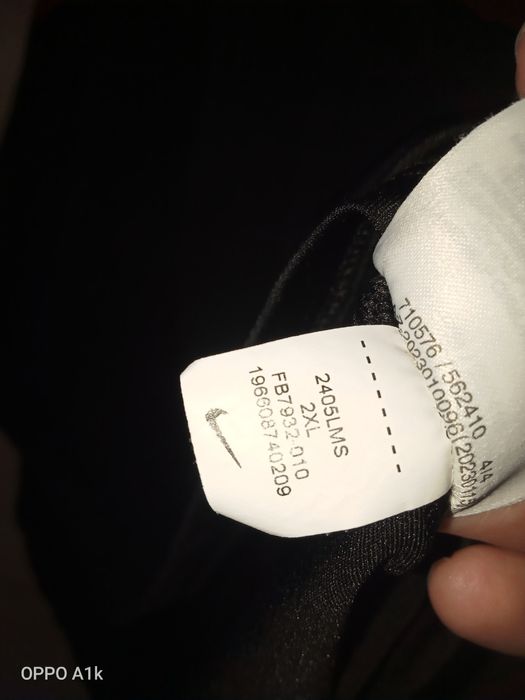 2405LMS
2XL
FB7932-010
196608740209
710576 / 562410 4/4
OPPO A1k